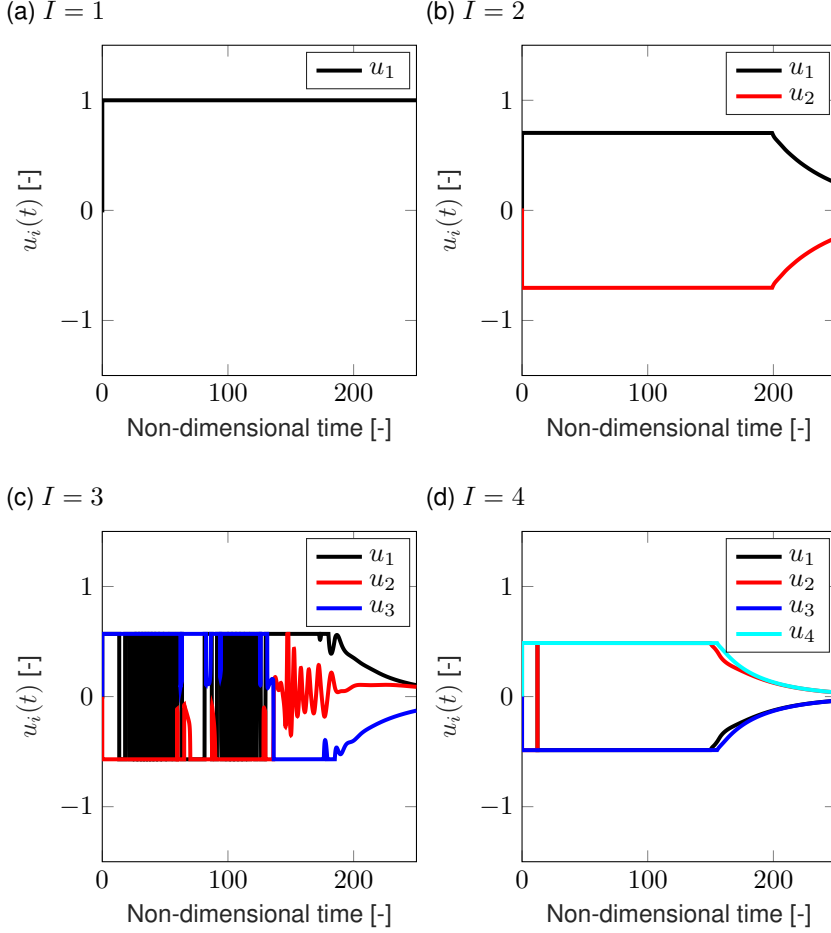 (a) I = 1
u₁
1
0
−1
uᵢ(t) [-]
0 100 200
Non-dimensional time [-]
(b) I = 2
u₁
u₂
1
0
−1
uᵢ(t) [-]
0 100 200
Non-dimensional time [-]
(c) I = 3
u₁
u₂
u₃
1
0
−1
uᵢ(t) [-]
0 100 200
Non-dimensional time [-]
(d) I = 4
u₁
u₂
u₃
u₄
1
0
−1
uᵢ(t) [-]
0 100 200
Non-dimensional time [-]